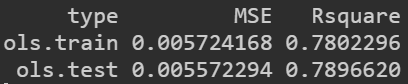 type MSE Rsquare
ols.train 0.005724168 0.7802296
ols.test 0.005572294 0.7896620